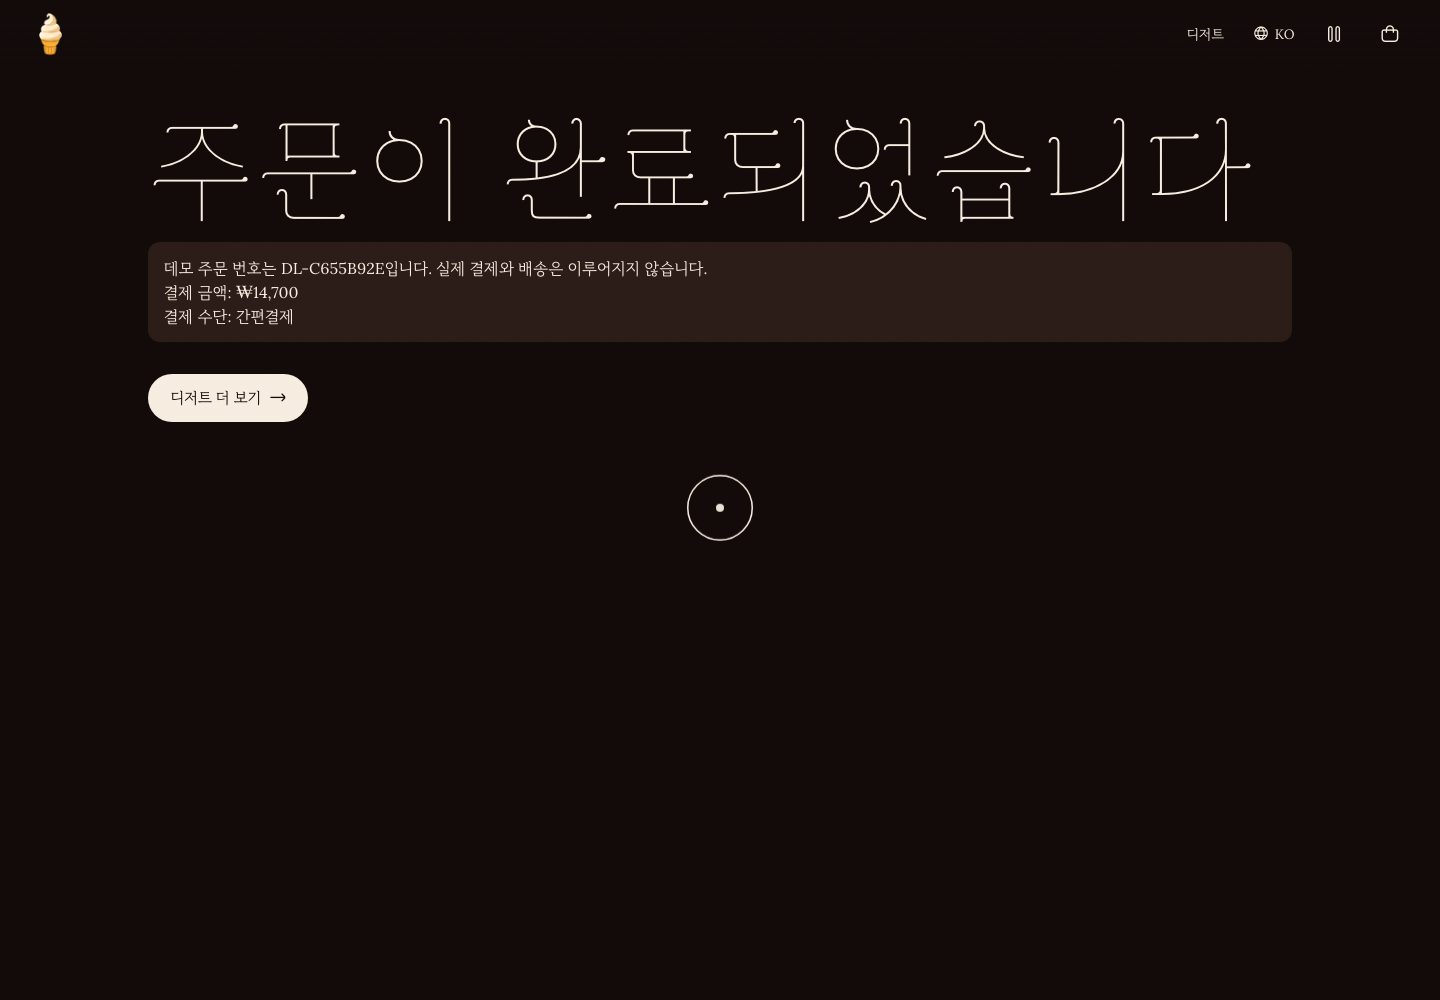 디저트
KO
주문이 완료되었습니다
데모 주문 번호는 DL-C655B92E입니다. 실제 결제와 배송은 이루어지지 않습니다.
결제 금액: ₩14,700
결제 수단: 간편결제
디저트 더 보기 →